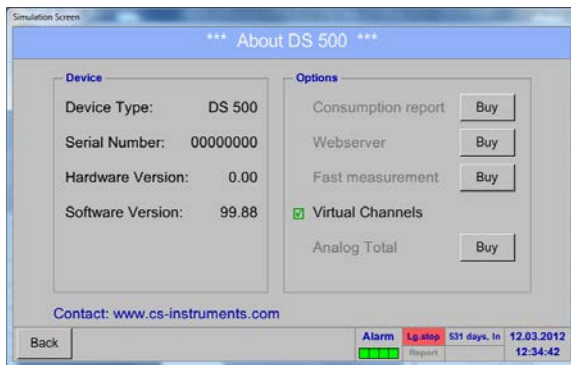 Simulation Screen
*** About DS 500 ***
Device
Device Type: DS 500
Serial Number: 00000000
Hardware Version: 0.00
Software Version: 99.88
Options
Consumption report Buy
Webserver Buy
Fast measurement Buy
Virtual Channels
Analog Total Buy
Contact: www.cs-instruments.com
Back
Alarm
Lg.stop
Report
531 days, ln
12.03.2012
12:34:42